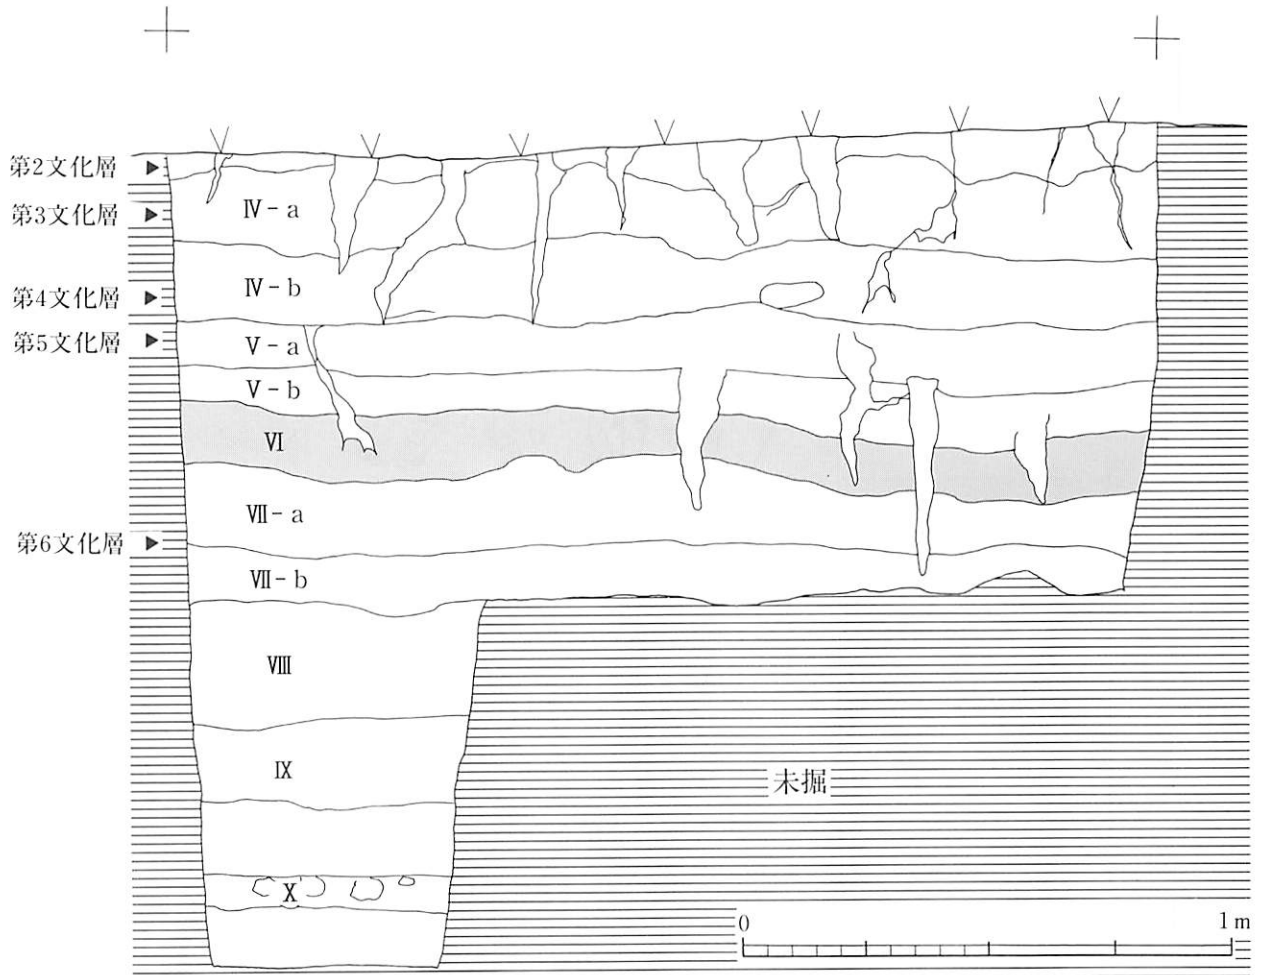 第2文化層
第3文化層
Ⅳ-a
第4文化層
Ⅳ-b
第5文化層
Ⅴ-a
Ⅴ-b
Ⅵ
Ⅶ-a
第6文化層
Ⅶ-b
Ⅷ
Ⅸ
未掘
Ⅹ
0 1m